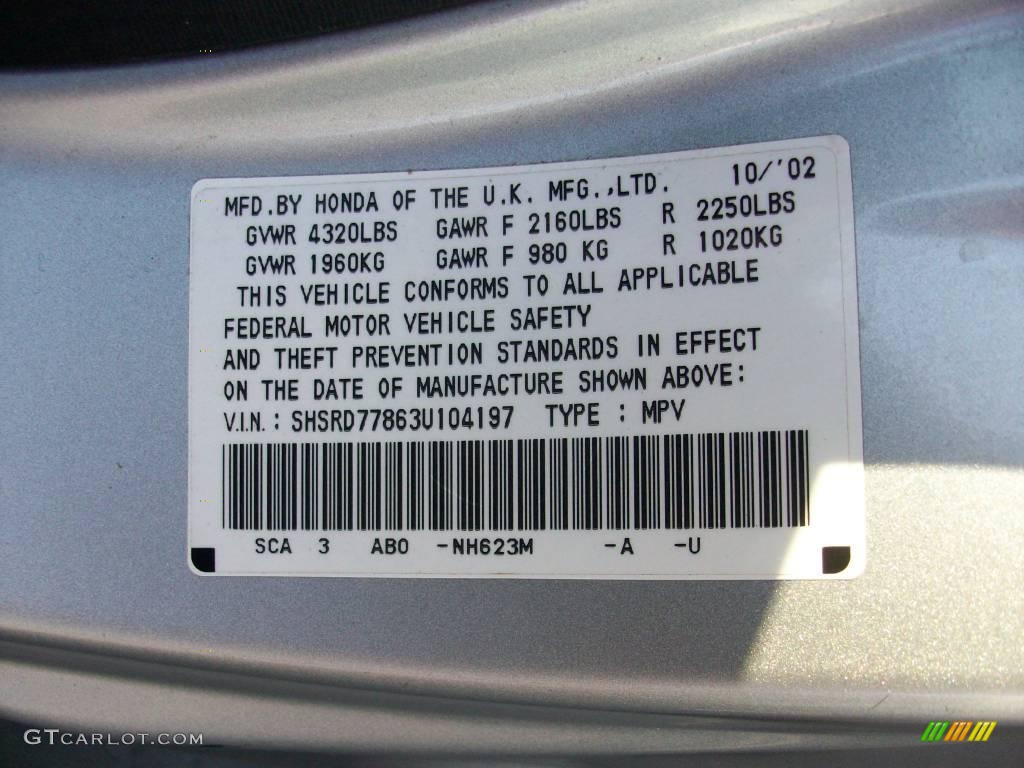 10/'02
MFD.BY HONDA OF THE U.K. MFG.,LTD.
GVWR 4320LBS GAWR F 2160LBS R 2250LBS
GVWR 1960KG GAWR F 980 KG R 1020KG
THIS VEHICLE CONFORMS TO ALL APPLICABLE
FEDERAL MOTOR VEHICLE SAFETY
AND THEFT PREVENTION STANDARDS IN EFFECT
ON THE DATE OF MANUFACTURE SHOWN ABOVE:
V.I.N.: SHSRD77863U104197 TYPE : MPV
SCA 3 AB0 -NH623M -A -U
GTCARLOT.COM